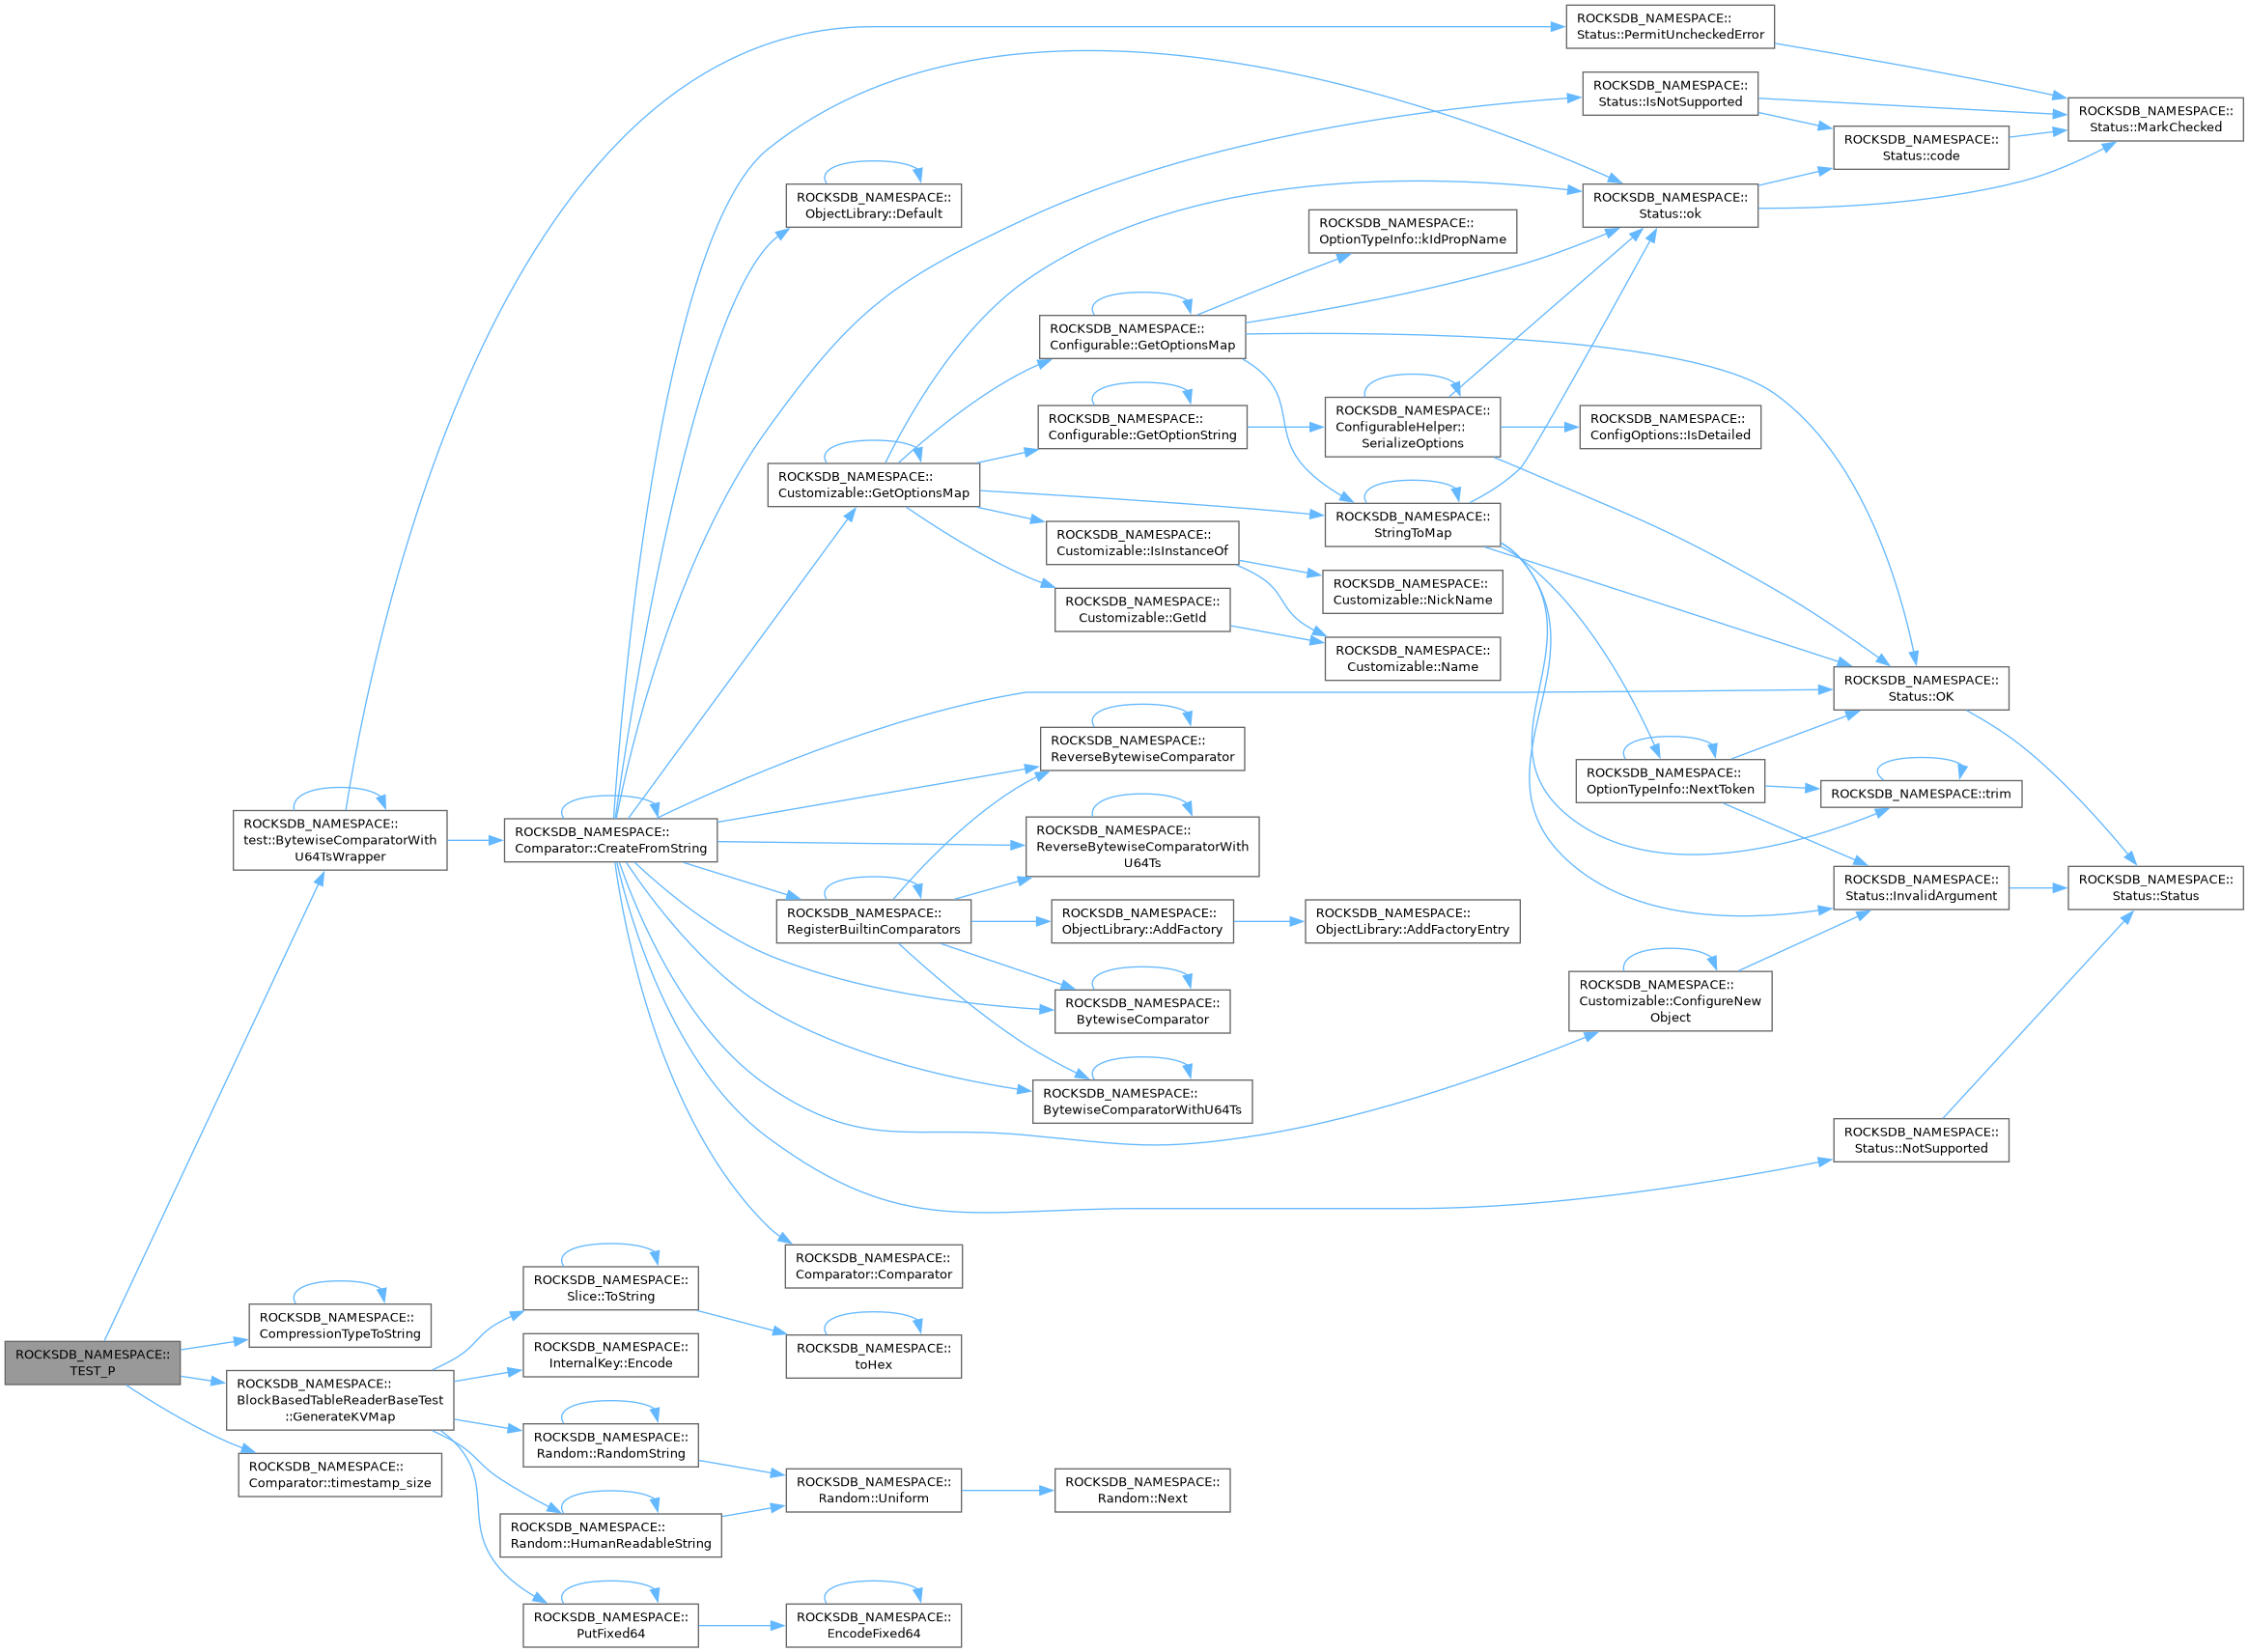 ROCKSDB_NAMESPACE::
Status::PermitUncheckedError
ROCKSDB_NAMESPACE::
Status::IsNotSupported
ROCKSDB_NAMESPACE::
Status::MarkChecked
ROCKSDB_NAMESPACE::
Status::code
ROCKSDB_NAMESPACE::
ObjectLibrary::Default
ROCKSDB_NAMESPACE::
Status::ok
ROCKSDB_NAMESPACE::
OptionTypeInfo::kIdPropName
ROCKSDB_NAMESPACE::
Configurable::GetOptionsMap
ROCKSDB_NAMESPACE::
Configurable::GetOptionString
ROCKSDB_NAMESPACE::
ConfigurableHelper::
SerializeOptions
ROCKSDB_NAMESPACE::
ConfigOptions::IsDetailed
ROCKSDB_NAMESPACE::
Customizable::GetOptionsMap
ROCKSDB_NAMESPACE::
StringToMap
ROCKSDB_NAMESPACE::
Customizable::IsInstanceOf
ROCKSDB_NAMESPACE::
Customizable::NickName
ROCKSDB_NAMESPACE::
Customizable::GetId
ROCKSDB_NAMESPACE::
Customizable::Name
ROCKSDB_NAMESPACE::
Status::OK
ROCKSDB_NAMESPACE::
ReverseBytewiseComparator
ROCKSDB_NAMESPACE::
OptionTypeInfo::NextToken
ROCKSDB_NAMESPACE::trim
ROCKSDB_NAMESPACE::
test::BytewiseComparatorWith
U64TsWrapper
ROCKSDB_NAMESPACE::
Comparator::CreateFromString
ROCKSDB_NAMESPACE::
ReverseBytewiseComparatorWith
U64Ts
ROCKSDB_NAMESPACE::
Status::InvalidArgument
ROCKSDB_NAMESPACE::
Status::Status
ROCKSDB_NAMESPACE::
RegisterBuiltinComparators
ROCKSDB_NAMESPACE::
ObjectLibrary::AddFactory
ROCKSDB_NAMESPACE::
ObjectLibrary::AddFactoryEntry
ROCKSDB_NAMESPACE::
BytewiseComparator
ROCKSDB_NAMESPACE::
Customizable::ConfigureNew
Object
ROCKSDB_NAMESPACE::
BytewiseComparatorWithU64Ts
ROCKSDB_NAMESPACE::
Status::NotSupported
ROCKSDB_NAMESPACE::
Comparator::Comparator
ROCKSDB_NAMESPACE::
Slice::ToString
ROCKSDB_NAMESPACE::
CompressionTypeToString
ROCKSDB_NAMESPACE::
TEST_P
ROCKSDB_NAMESPACE::
InternalKey::Encode
ROCKSDB_NAMESPACE::
toHex
ROCKSDB_NAMESPACE::
BlockBasedTableReaderBaseTest
::GenerateKVMap
ROCKSDB_NAMESPACE::
Random::RandomString
ROCKSDB_NAMESPACE::
Comparator::timestamp_size
ROCKSDB_NAMESPACE::
Random::Uniform
ROCKSDB_NAMESPACE::
Random::Next
ROCKSDB_NAMESPACE::
Random::HumanReadableString
ROCKSDB_NAMESPACE::
PutFixed64
ROCKSDB_NAMESPACE::
EncodeFixed64